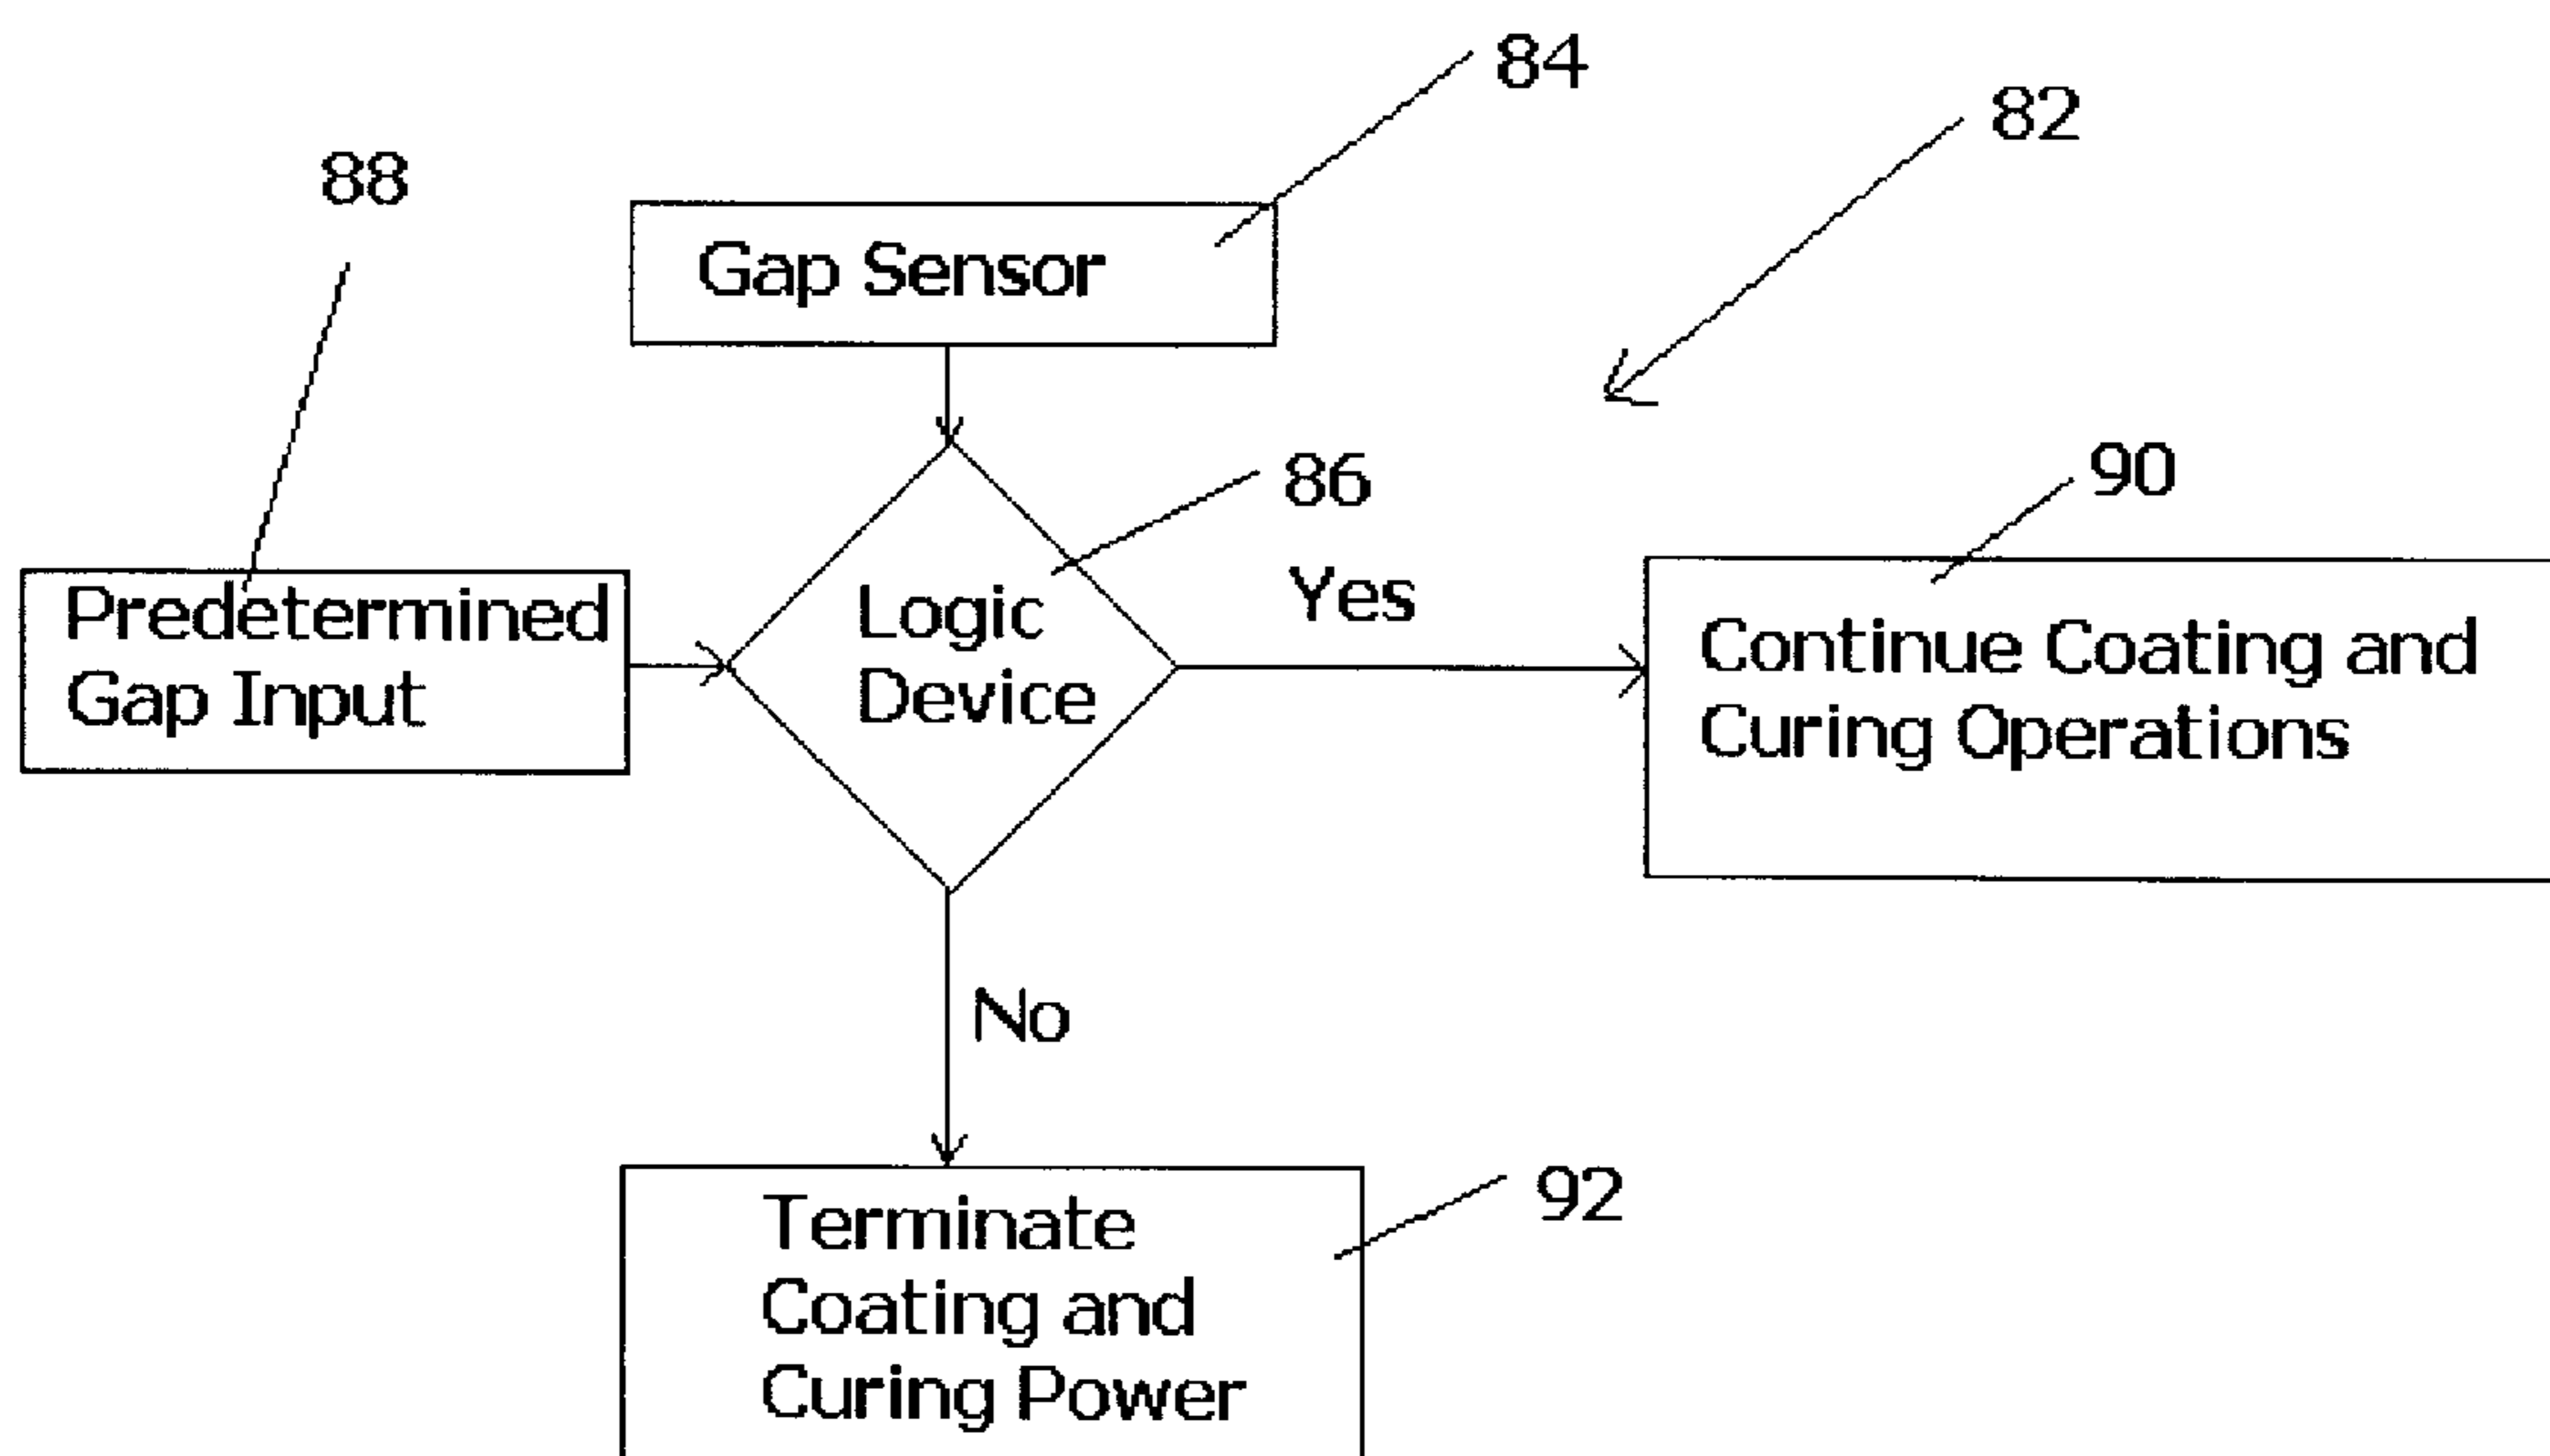 84
82
88
Gap Sensor
86
90
Yes
Predetermined
Gap Input
Logic
Device
Continue Coating and
Curing Operations
No
92
Terminate
Coating and
Curing Power